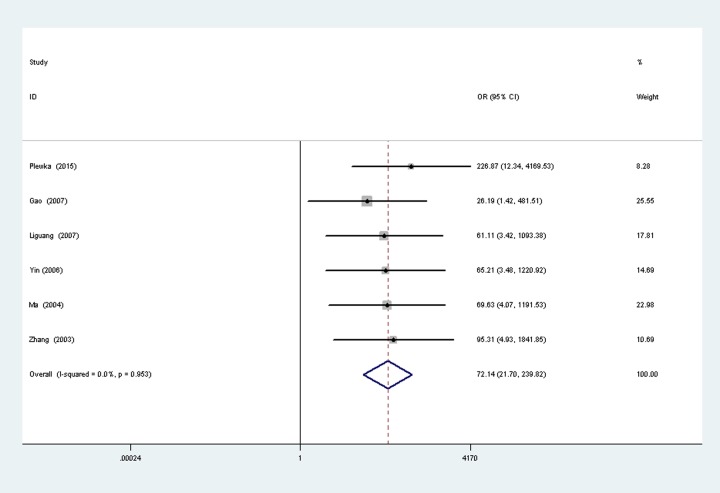 Study %
ID OR (95% CI) Weight
Plewka (2015) 226.87 (12.34, 4169.53) 8.28
Gao (2007) 26.19 (1.42, 481.51) 25.55
Liguang (2007) 61.11 (3.42, 1093.38) 17.81
Yin (2006) 65.21 (3.48, 1220.92) 14.69
Ma (2004) 69.63 (4.07, 1191.53) 22.98
Zhang (2003) 95.31 (4.93, 1841.85) 10.69
Overall (I-squared = 0.0%, p = 0.953) 72.14 (21.70, 239.82) 100.00
.00024 1 4170